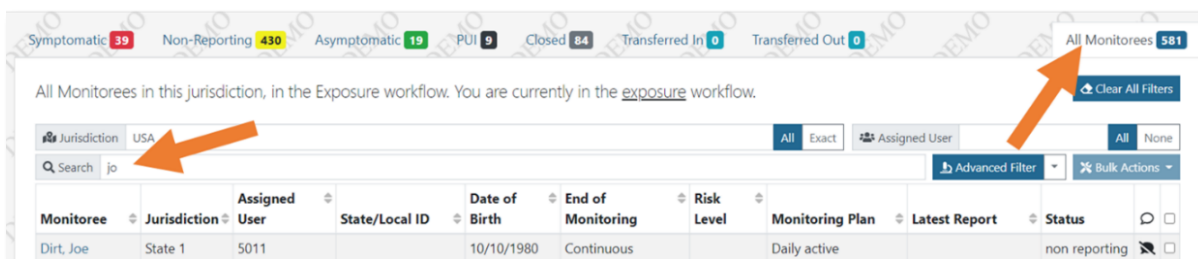 Symptomatic 39 Non-Reporting 430 Asymptomatic 19 PUI 9 Closed 84 Transferred In 0 Transferred Out 0 All Monitorees 581
All Monitorees in this jurisdiction, in the Exposure workflow. You are currently in the exposure workflow.
Clear All Filters
Jurisdiction USA All Exact Assigned User All None
Search jo Advanced Filter Bulk Actions
Monitoree Jurisdiction Assigned User State/Local ID Date of Birth End of Monitoring Risk Level Monitoring Plan Latest Report Status
Dirt, Joe State 1 5011 10/10/1980 Continuous Daily active non reporting
DEMO